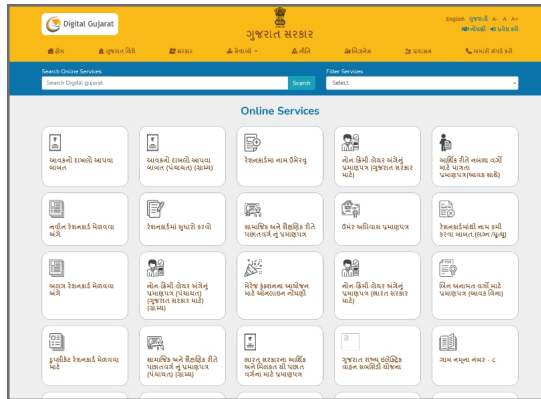 Digital Gujarat
ગુજરાત સરકાર
English ગુજરાતી A- A A+
નોંધણી પ્રવેશ કરો
હોમ
ગુજરાત વિશે
સરકાર
સેવાઓ
નીતિ
બિઝનેસ
પ્રવાસન
અમારો સંપર્ક કરો
Search Online Services
Filter Services
Search Digital gujarat
Search
Select
Online Services
આવકનો દાખલો આપવા
બાબત
આવકનો દાખલો આપવા
બાબત (પંચાયત) (ગ્રામ્ય)
રેશનકાર્ડમા નામ ઉમેરવુ
નોન-ક્રિમી-લેયર અંગેનું
પ્રમાણપત્ર (ગુજરાત સરકાર
માટે)
આર્થિક રીતે નબળા વર્ગો
માટે પાત્રતા
પ્રમાણપત્ર(આવક સાથે)
નવીન રેશનકાર્ડ મેળવવા
અંગે
રેશનકાર્ડમાં સુધારો કરવો
સામાજિક અને શૈક્ષણિક રીતે
પછાતવર્ગ નું પ્રમાણપત્ર
ઉમર અધિવાસ પ્રમાણપત્ર
રેશનકાર્ડમાંથી નામ કમી
કરવા બાબત.(લગ્ન /મૃત્યુ)
અલગ રેશનકાર્ડ મેળવવા
અંગે
નોન-ક્રિમી-લેયર અંગેનું
પ્રમાણપત્ર (પંચાયત)
(ગુજરાત સરકાર માટે)
(ગ્રામ્ય)
મેરેજ ફંક્શનના આયોજન
માટે ઓનલાઇન નોંધણી
નોન-ક્રિમી-લેયર અંગેનું
પ્રમાણપત્ર (ભારત સરકાર
માટે)
બિન અનામત વર્ગો માટે
પ્રમાણપત્ર (આવક વિના)
ડુપ્લીકેટ રેશનકાર્ડ મેળવવા
માટે
સામાજિક અને શૈક્ષણિક રીતે
પછાતવર્ગ નું પ્રમાણપત્ર
(પંચાયત) (ગ્રામ્ય)
ભારત સરકારના આર્થિક
અને મિલકત થી પછાત
વર્ગના માટે પ્રમાણપત્ર
ગુજરાત રાજ્ય ઇલેક્ટ્રિક
વાહન સબસિડી યોજના
ગામ નમૂના નંબર - ૮